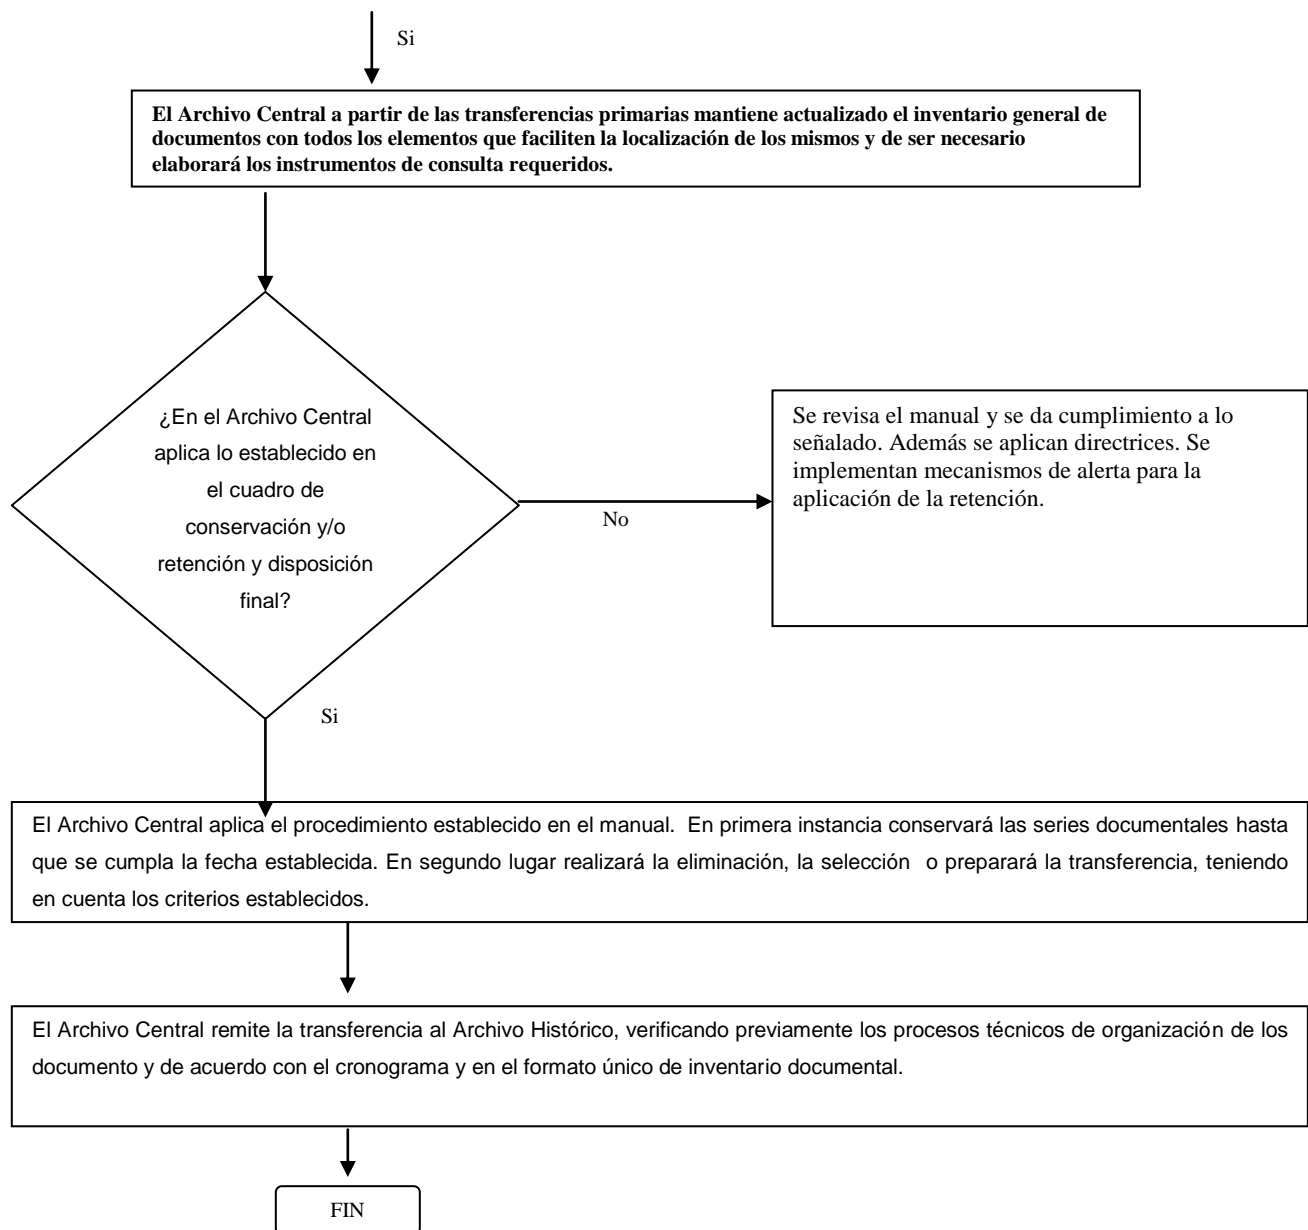 Si
El Archivo Central a partir de las transferencias primarias mantiene actualizado el inventario general de
documentos con todos los elementos que faciliten la localización de los mismos y de ser necesario
elaborará los instrumentos de consulta requeridos.
¿En el Archivo Central
aplica lo establecido en
el cuadro de
conservación y/o
retención y disposición
final?
Se revisa el manual y se da cumplimiento a lo
señalado. Además se aplican directrices. Se
implementan mecanismos de alerta para la
aplicación de la retención.
No
Si
El Archivo Central aplica el procedimiento establecido en el manual. En primera instancia conservará las series documentales hasta
que se cumpla la fecha establecida. En segundo lugar realizará la eliminación, la selección o preparará la transferencia, teniendo
en cuenta los criterios establecidos.
El Archivo Central remite la transferencia al Archivo Histórico, verificando previamente los procesos técnicos de organización de los
documento y de acuerdo con el cronograma y en el formato único de inventario documental.
FIN